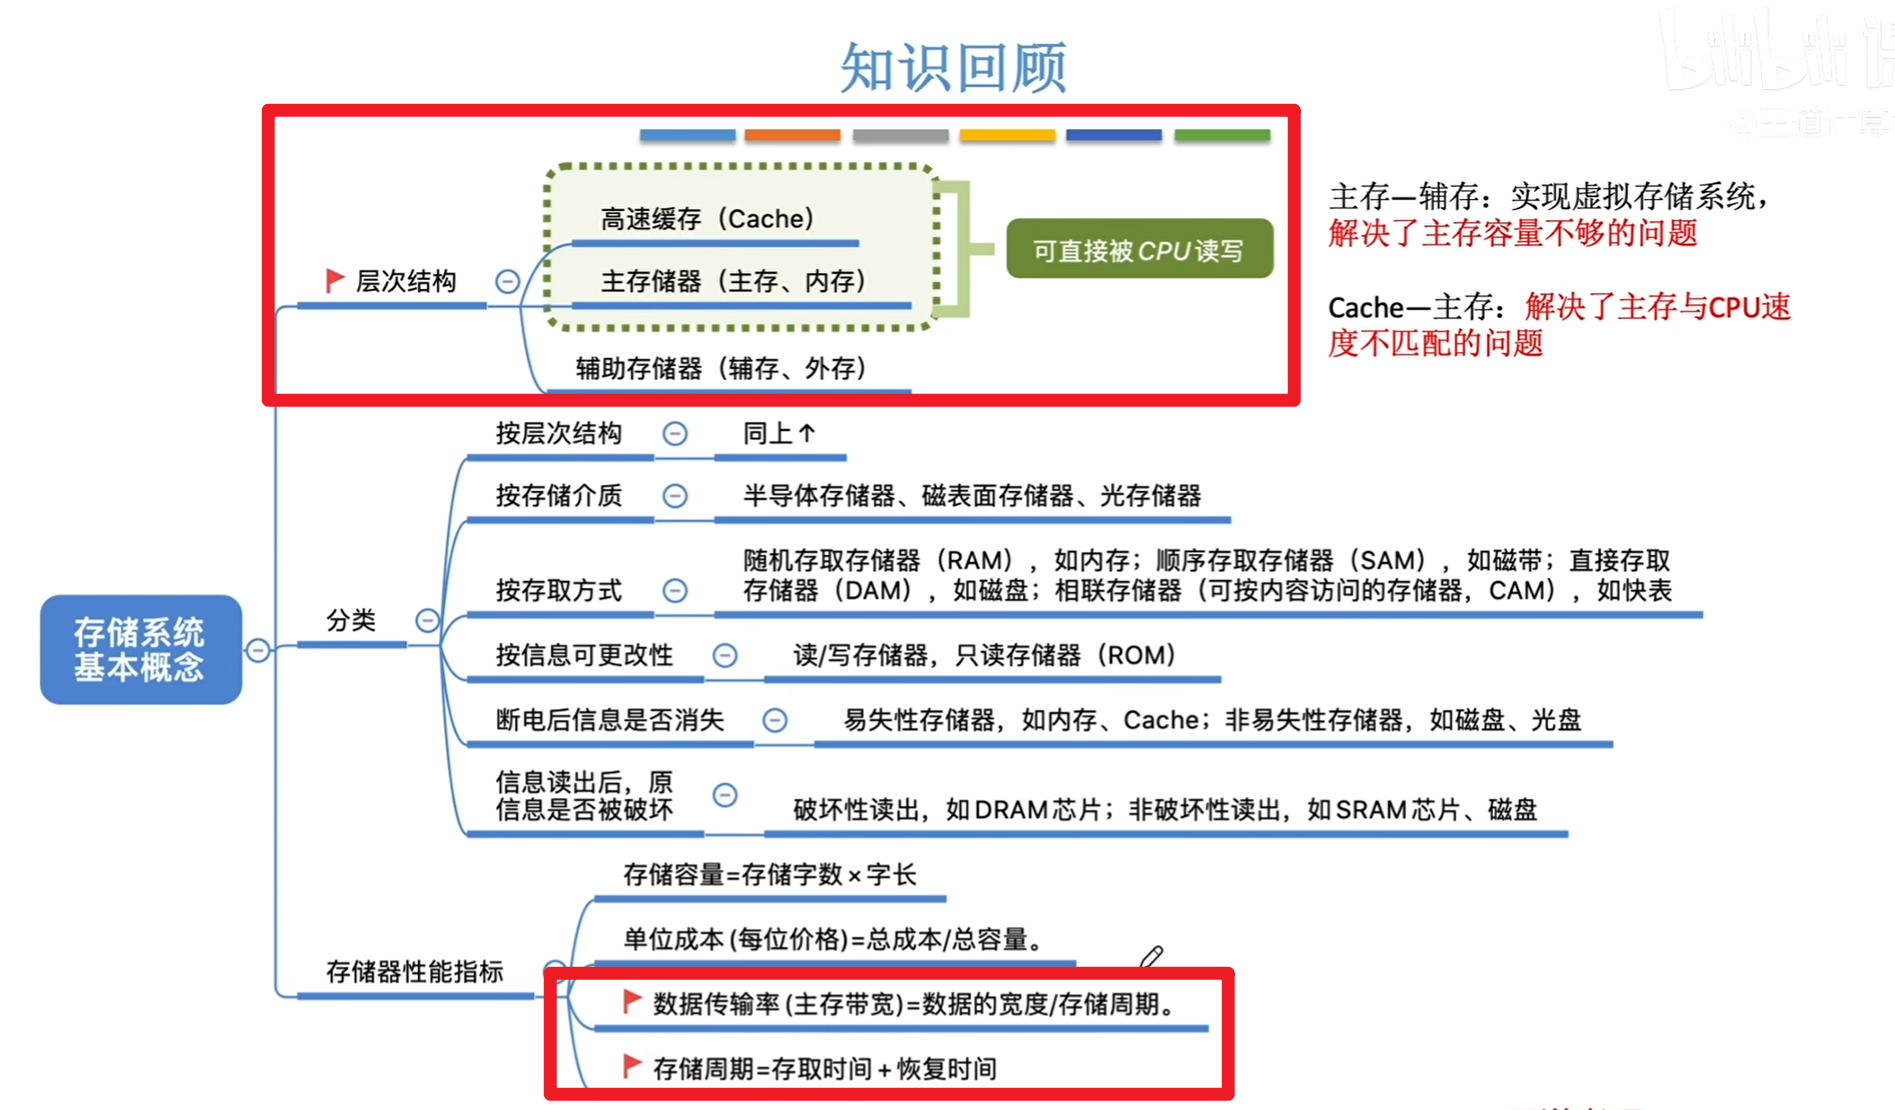 知识回顾
bilibili 课
高速缓存（Cache）
主存储器（主存、内存）
辅助存储器（辅存、外存）
层次结构
可直接被CPU读写
主存—辅存：实现虚拟存储系统，
解决了主存容量不够的问题
Cache—主存：解决了主存与CPU速
度不匹配的问题
存储系统
基本概念
分类
按层次结构
同上↑
按存储介质
半导体存储器、磁表面存储器、光存储器
按存取方式
随机存取存储器（RAM），如内存；顺序存取存储器（SAM），如磁带；直接存取
存储器（DAM），如磁盘；相联存储器（可按内容访问的存储器，CAM），如快表
按信息可更改性
读/写存储器，只读存储器（ROM）
断电后信息是否消失
易失性存储器，如内存、Cache；非易失性存储器，如磁盘、光盘
信息读出后，原
信息是否被破坏
破坏性读出，如DRAM芯片；非破坏性读出，如SRAM芯片、磁盘
存储器性能指标
存储容量=存储字数×字长
单位成本(每位价格)=总成本/总容量。
数据传输率(主存带宽)=数据的宽度/存储周期。
存储周期=存取时间+恢复时间